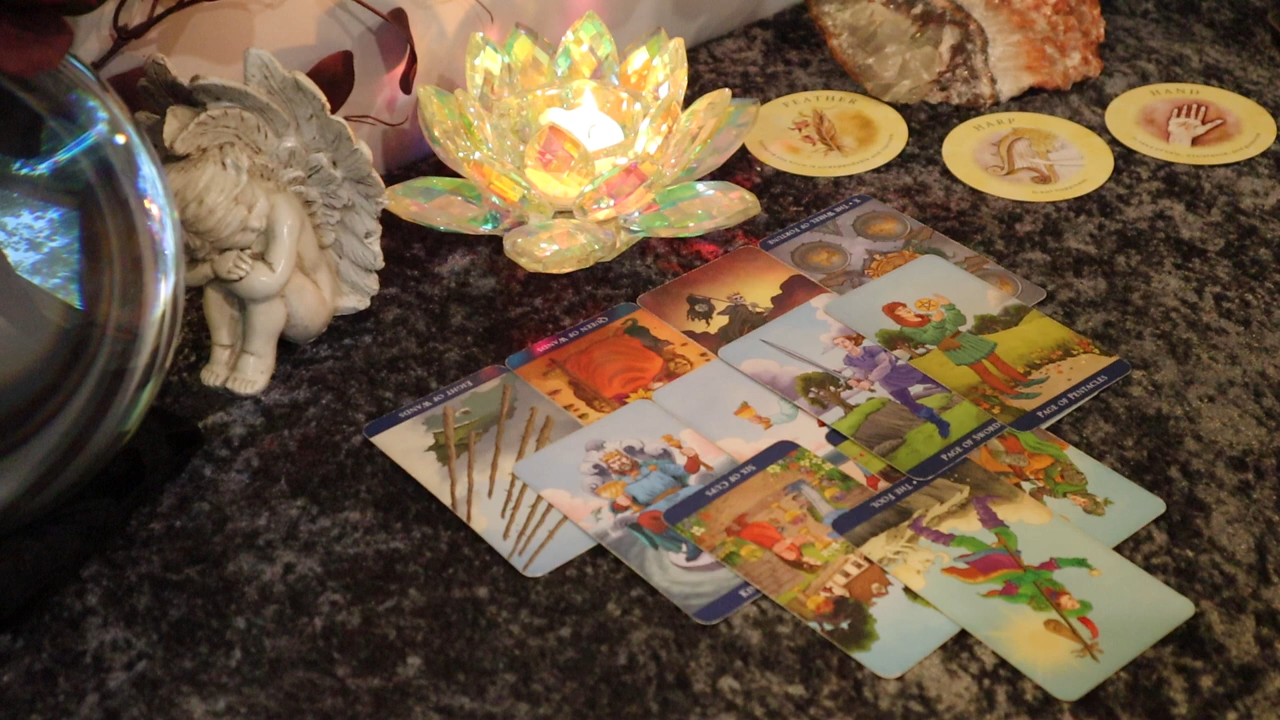 FEATHER
HARP
HAND
X • THE WHEEL OF FORTUNE
QUEEN OF WANDS
EIGHT OF WANDS
PAGE OF PENTACLES
PAGE OF SWORDS
SIX OF CUPS
• THE FOOL